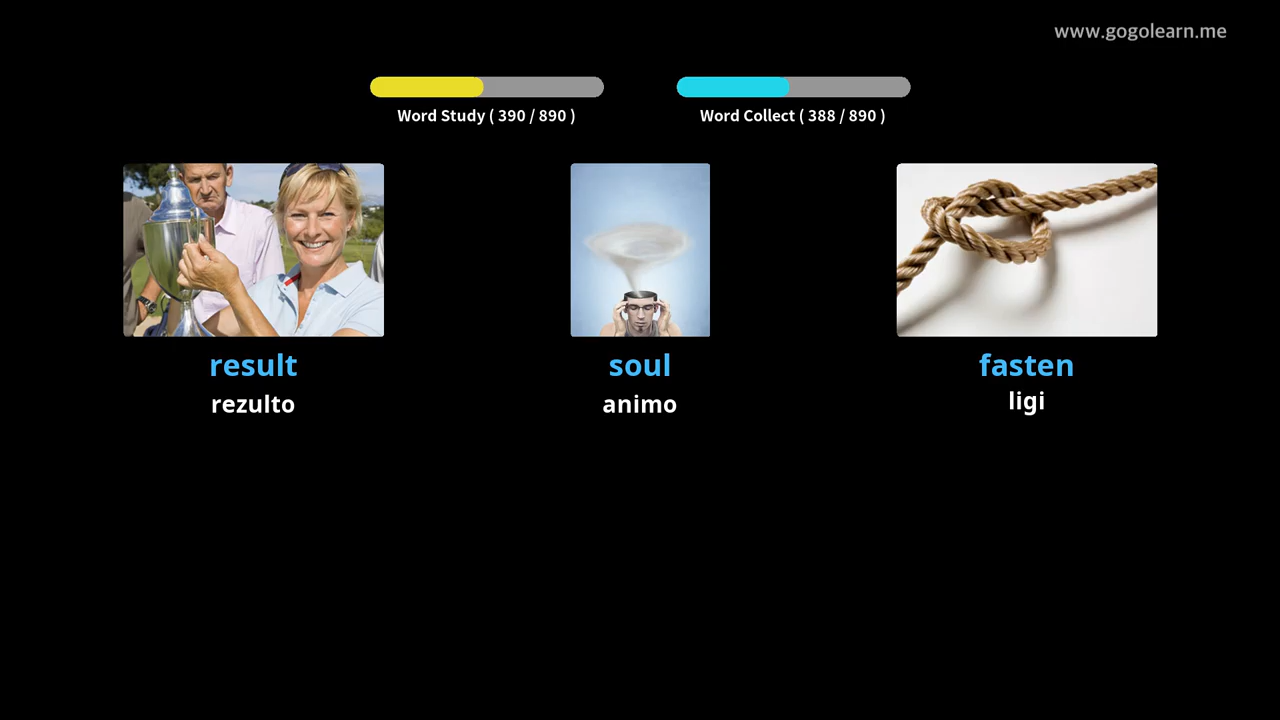 www.gogolearn.me
Word Study ( 390 / 890 )
Word Collect ( 388 / 890 )
result
soul
fasten
rezulto
animo
ligi